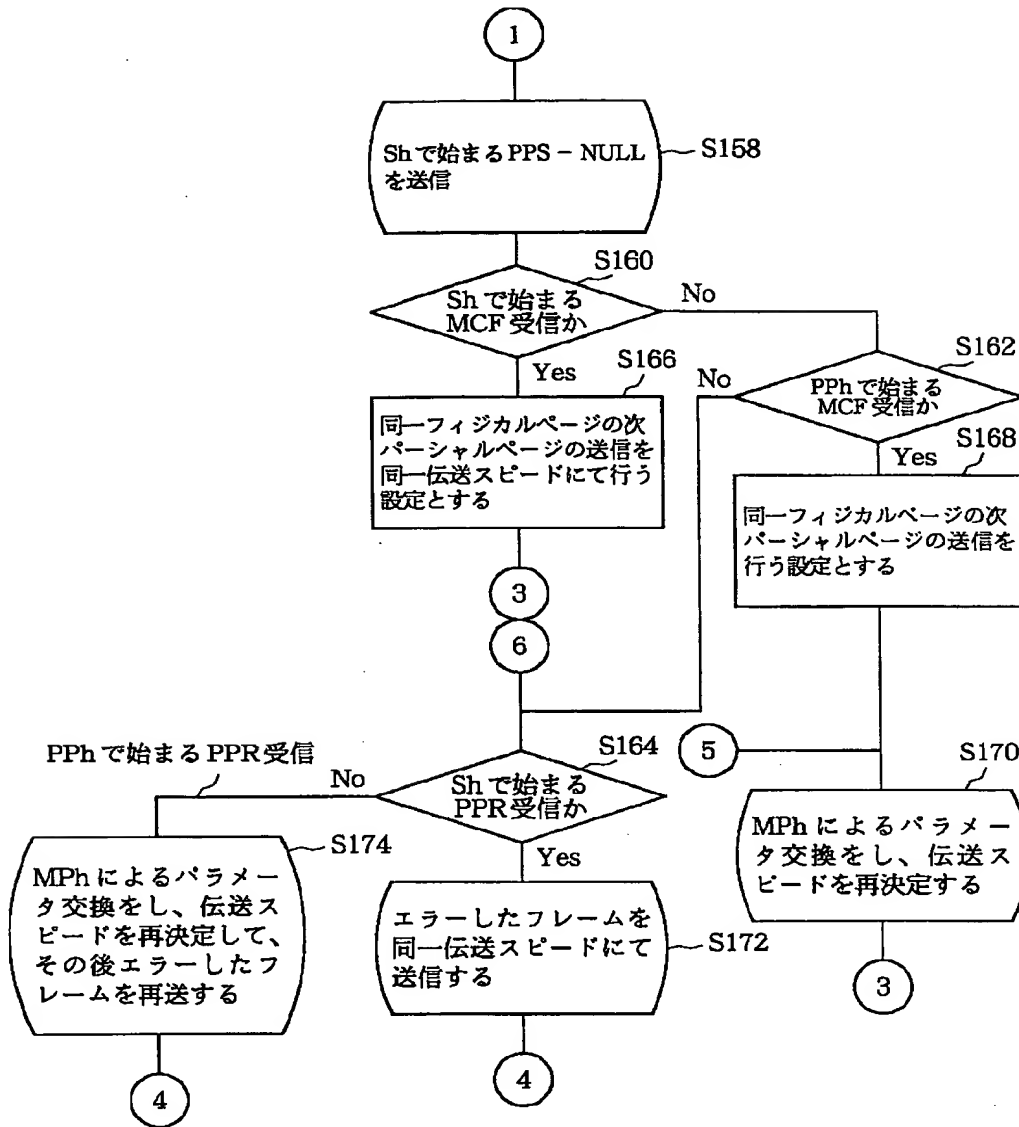 1
Shで始まるPPS－NULL
を送信
S158
S160
Shで始まる
MCF受信か
No
Yes
S166
同一フィジカルページの次
パーシャルページの送信を
同一伝送スピードにて行う
設定とする
S162
No
PPhで始まる
MCF受信か
Yes
S168
同一フィジカルページの次
パーシャルページの送信を
行う設定とする
3
6
5
S164
PPhで始まるPPR受信
No
Shで始まる
PPR受信か
Yes
S170
MPhによるパラメー
タ交換をし、伝送ス
ピードを再決定する
S174
MPhによるパラメー
タ交換をし、伝送ス
ピードを再決定して、
その後エラーしたフ
レームを再送する
エラーしたフレームを
同一伝送スピードにて
送信する
S172
3
4
4